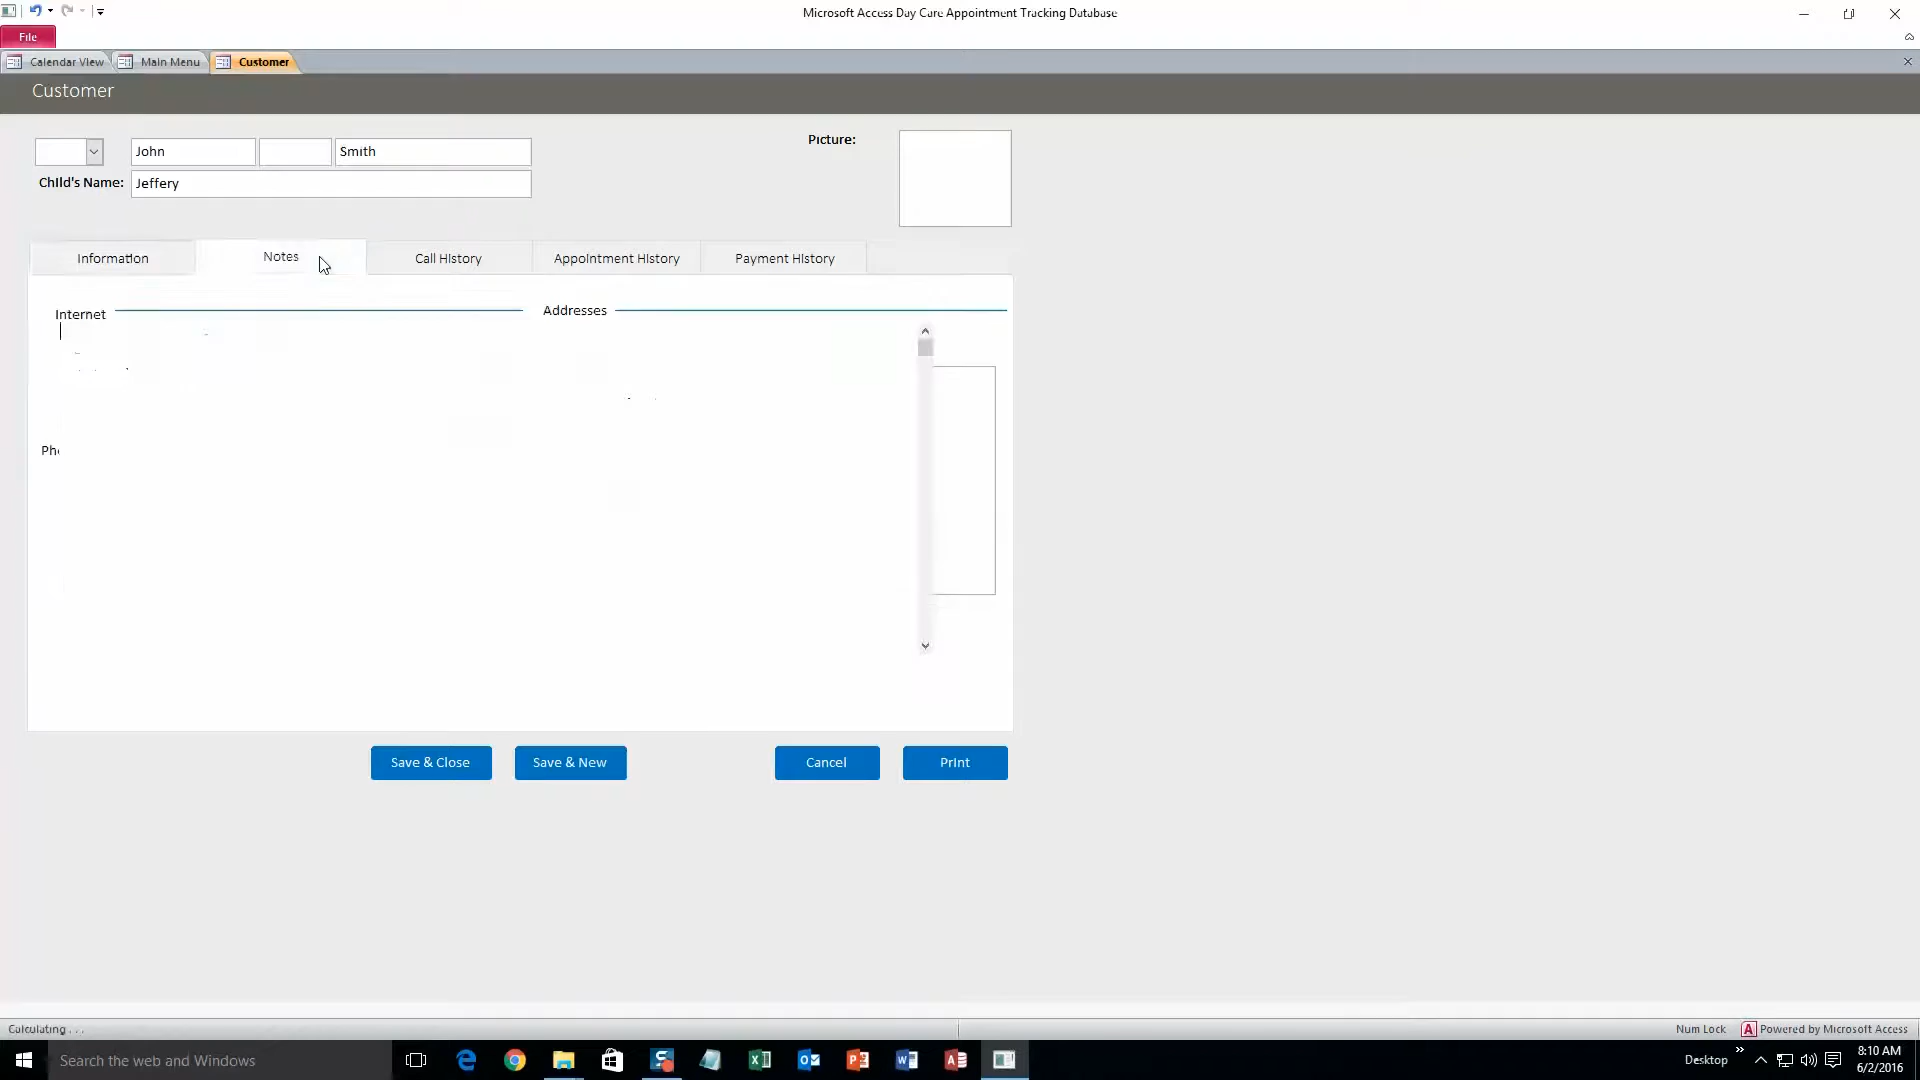 Microsoft Access Day Care Appointment Tracking Database
File
Calendar View
Main Menu
Customer
Customer
John
Smith
Picture:
Child's Name:
Jeffery
Information
Notes
Call History
Appointment History
Payment History
Internet
Addresses
Save & Close
Save & New
Cancel
Print
Calculating . . .
Num Lock
Powered by Microsoft Access
Search the web and Windows
Desktop
8:10 AM
6/2/2016